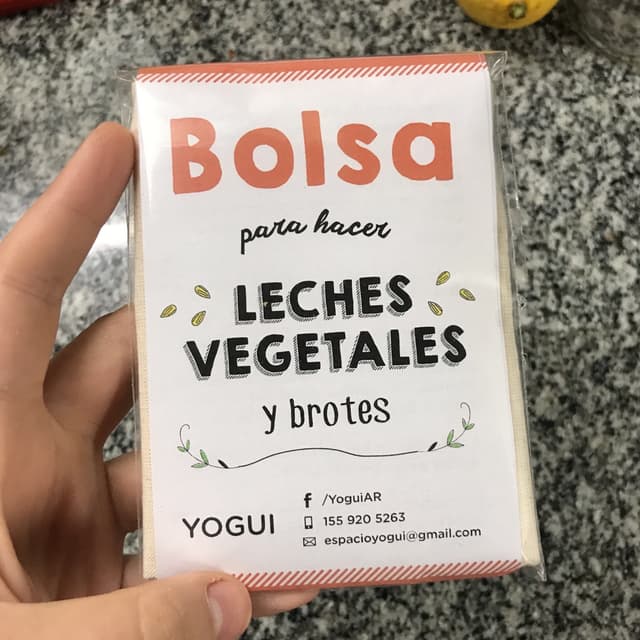 Bolsa
para hacer
LECHES
VEGETALES
y brotes
YOGUI
/YoguiAR
155 920 5263
espacioyogui@gmail.com